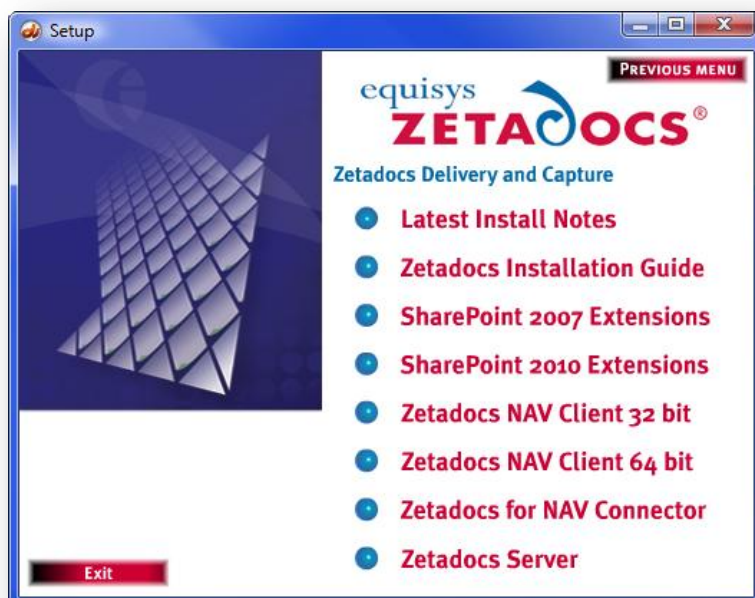 Setup
PREVIOUS MENU
equisys
ZETADOCS®
Zetadocs Delivery and Capture
Latest Install Notes
Zetadocs Installation Guide
SharePoint 2007 Extensions
SharePoint 2010 Extensions
Zetadocs NAV Client 32 bit
Zetadocs NAV Client 64 bit
Zetadocs for NAV Connector
Zetadocs Server
Exit